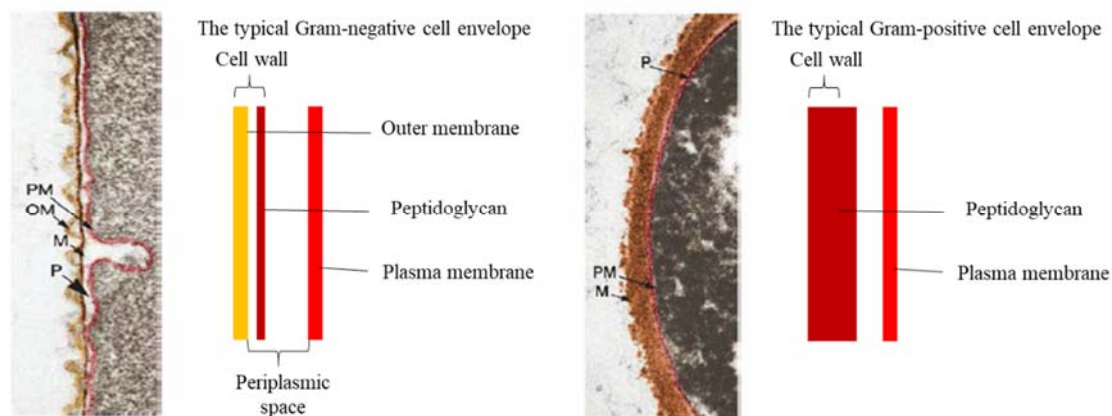 The typical Gram-negative cell envelope
Cell wall
Outer membrane
Peptidoglycan
Plasma membrane
Periplasmic
space
PM
OM
M
P
The typical Gram-positive cell envelope
Cell wall
Peptidoglycan
Plasma membrane
P
PM
M